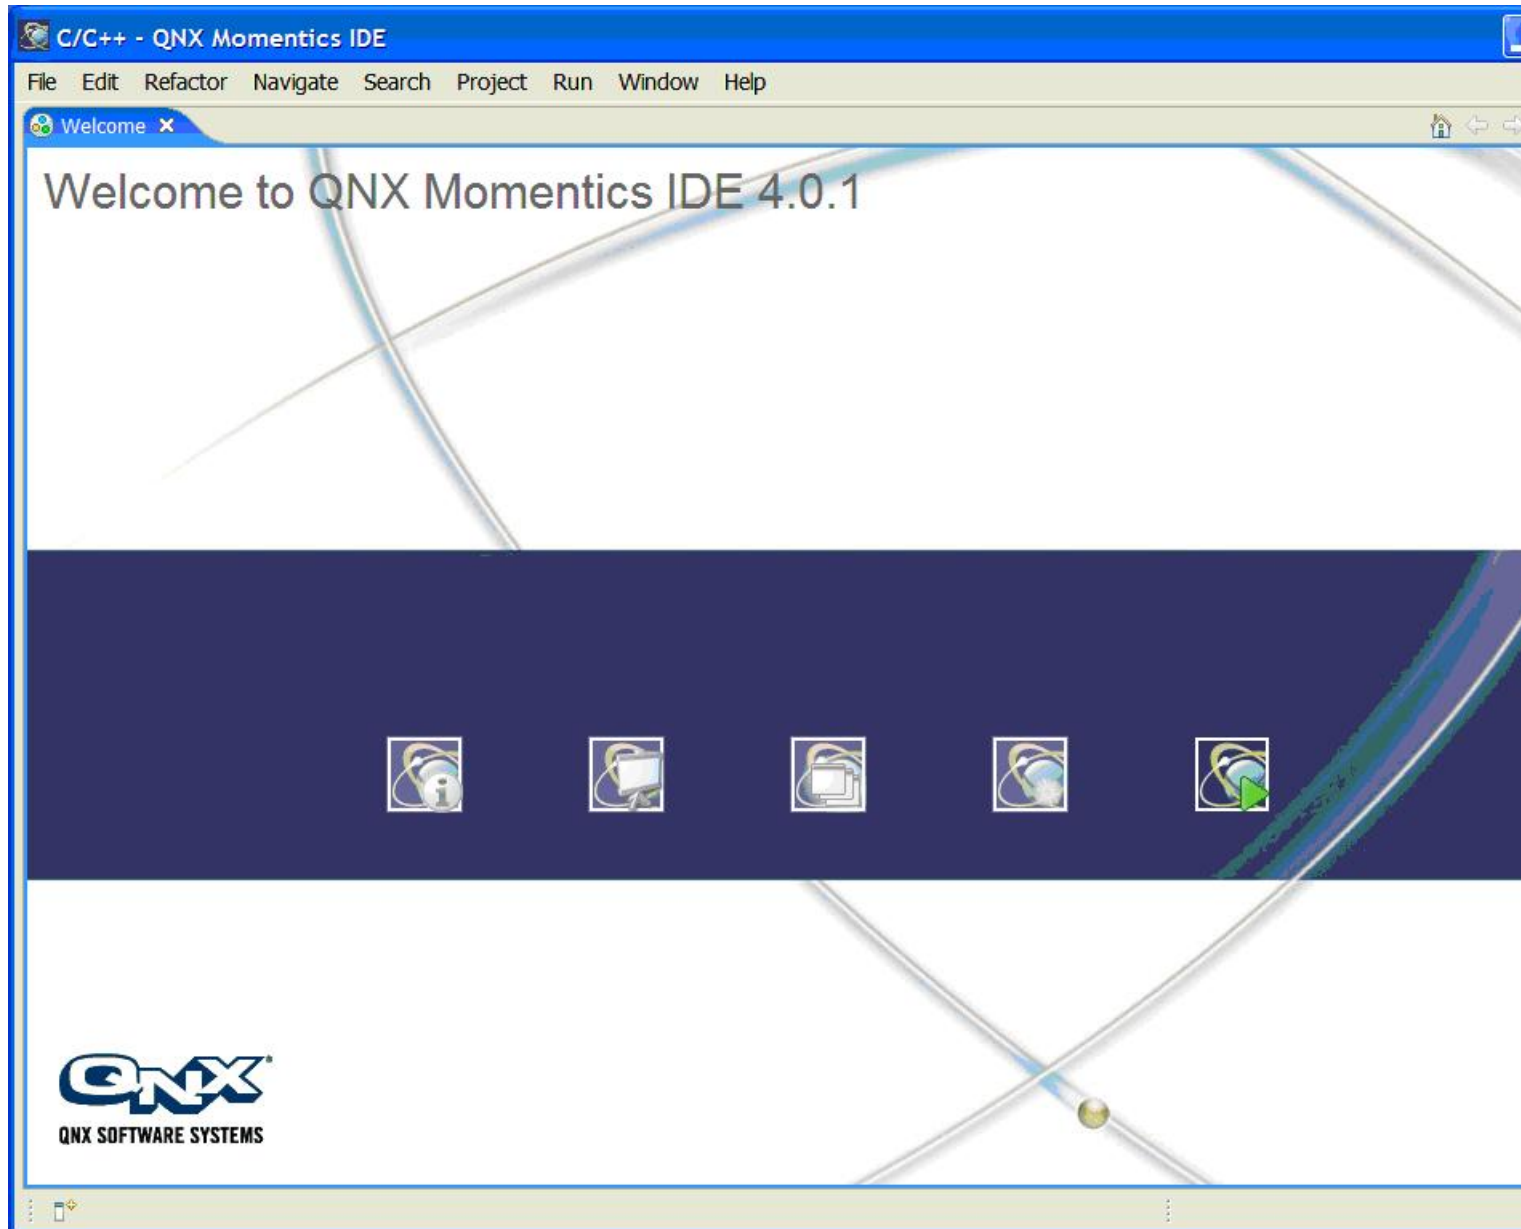 C/C++ - QNX Momentics IDE
File Edit Refactor Navigate Search Project Run Window Help
Welcome
Welcome to QNX Momentics IDE 4.0.1
i
QNX
QNX SOFTWARE SYSTEMS